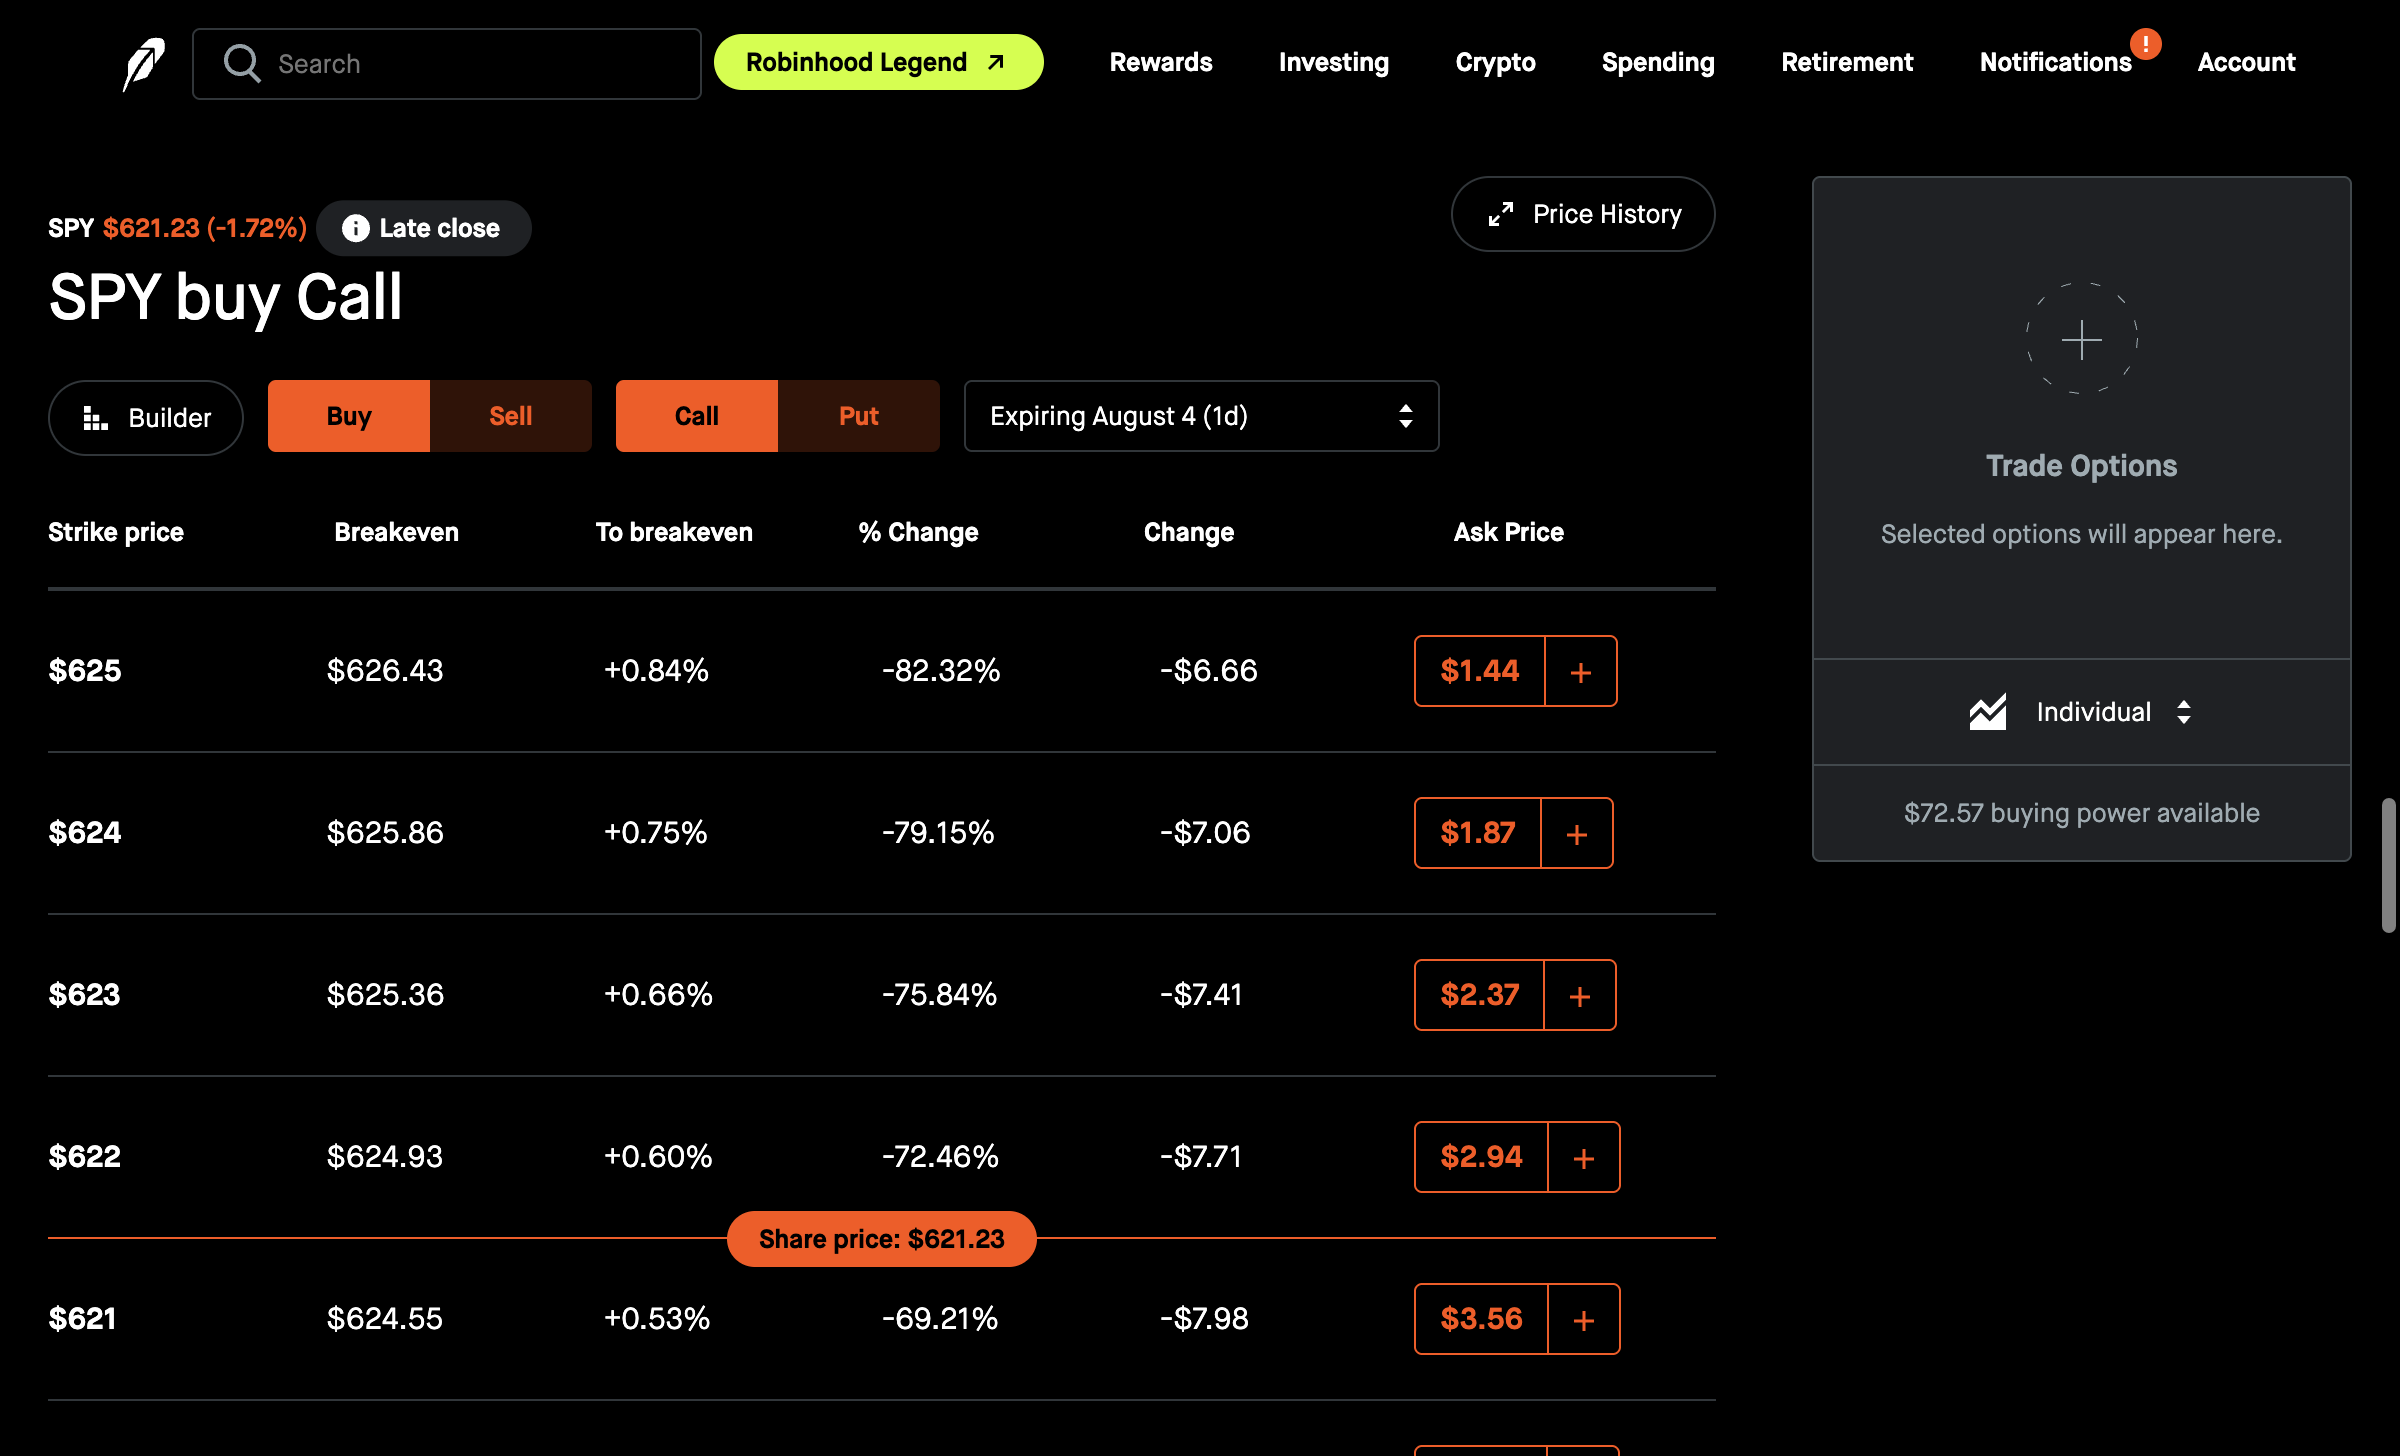 Search
Robinhood Legend
Rewards
Investing
Crypto
Spending
Retirement
Notifications
!
Account
SPY $621.23 (-1.72%)
Late close
Price History
SPY buy Call
Builder
Buy
Sell
Call
Put
Expiring August 4 (1d)
Strike price Breakeven To breakeven % Change Change Ask Price
$625 $626.43 +0.84% -82.32% -$6.66 $1.44 +
$624 $625.86 +0.75% -79.15% -$7.06 $1.87 +
$623 $625.36 +0.66% -75.84% -$7.41 $2.37 +
$622 $624.93 +0.60% -72.46% -$7.71 $2.94 +
Share price: $621.23
$621 $624.55 +0.53% -69.21% -$7.98 $3.56 +
Trade Options
Selected options will appear here.
Individual
$72.57 buying power available